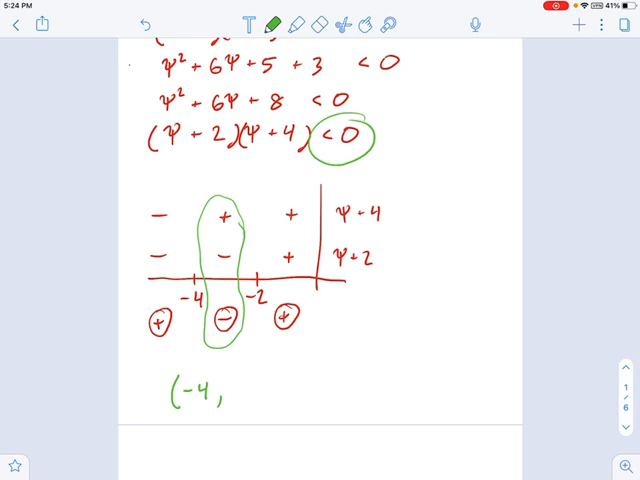 5:24 PM
41%
ψ² + 6ψ + 5 + 3 < 0
ψ² + 6ψ + 8 < 0
(ψ + 2)(ψ + 4) < 0
− + + ψ + 4
− − + ψ + 2
-4 -2
+ − +
(-4,
1
/
6